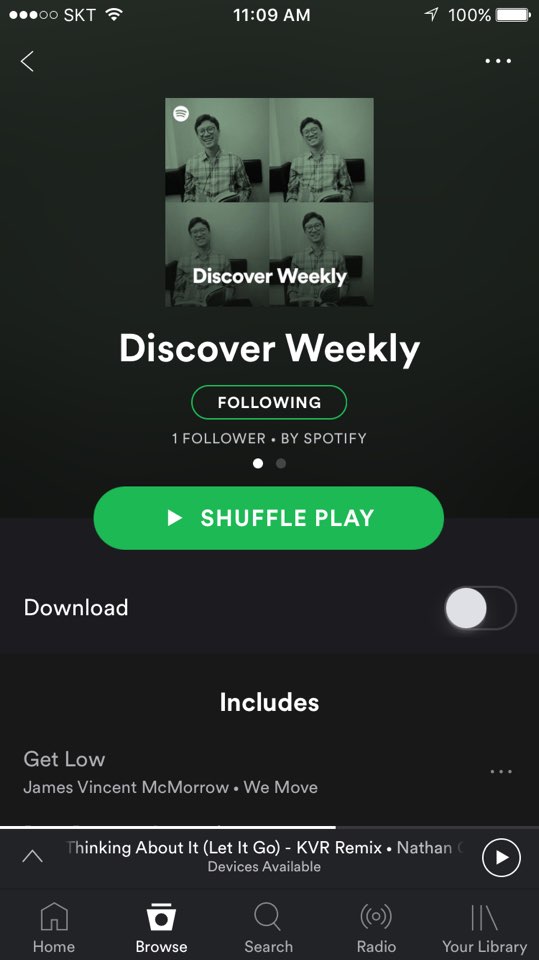 SKT 11:09 AM 100%
Discover Weekly
Discover Weekly
FOLLOWING
1 FOLLOWER • BY SPOTIFY
SHUFFLE PLAY
Download
Includes
Get Low
James Vincent McMorrow • We Move
Thinking About It (Let It Go) - KVR Remix • Nathan
Devices Available
Home Browse Search Radio Your Library